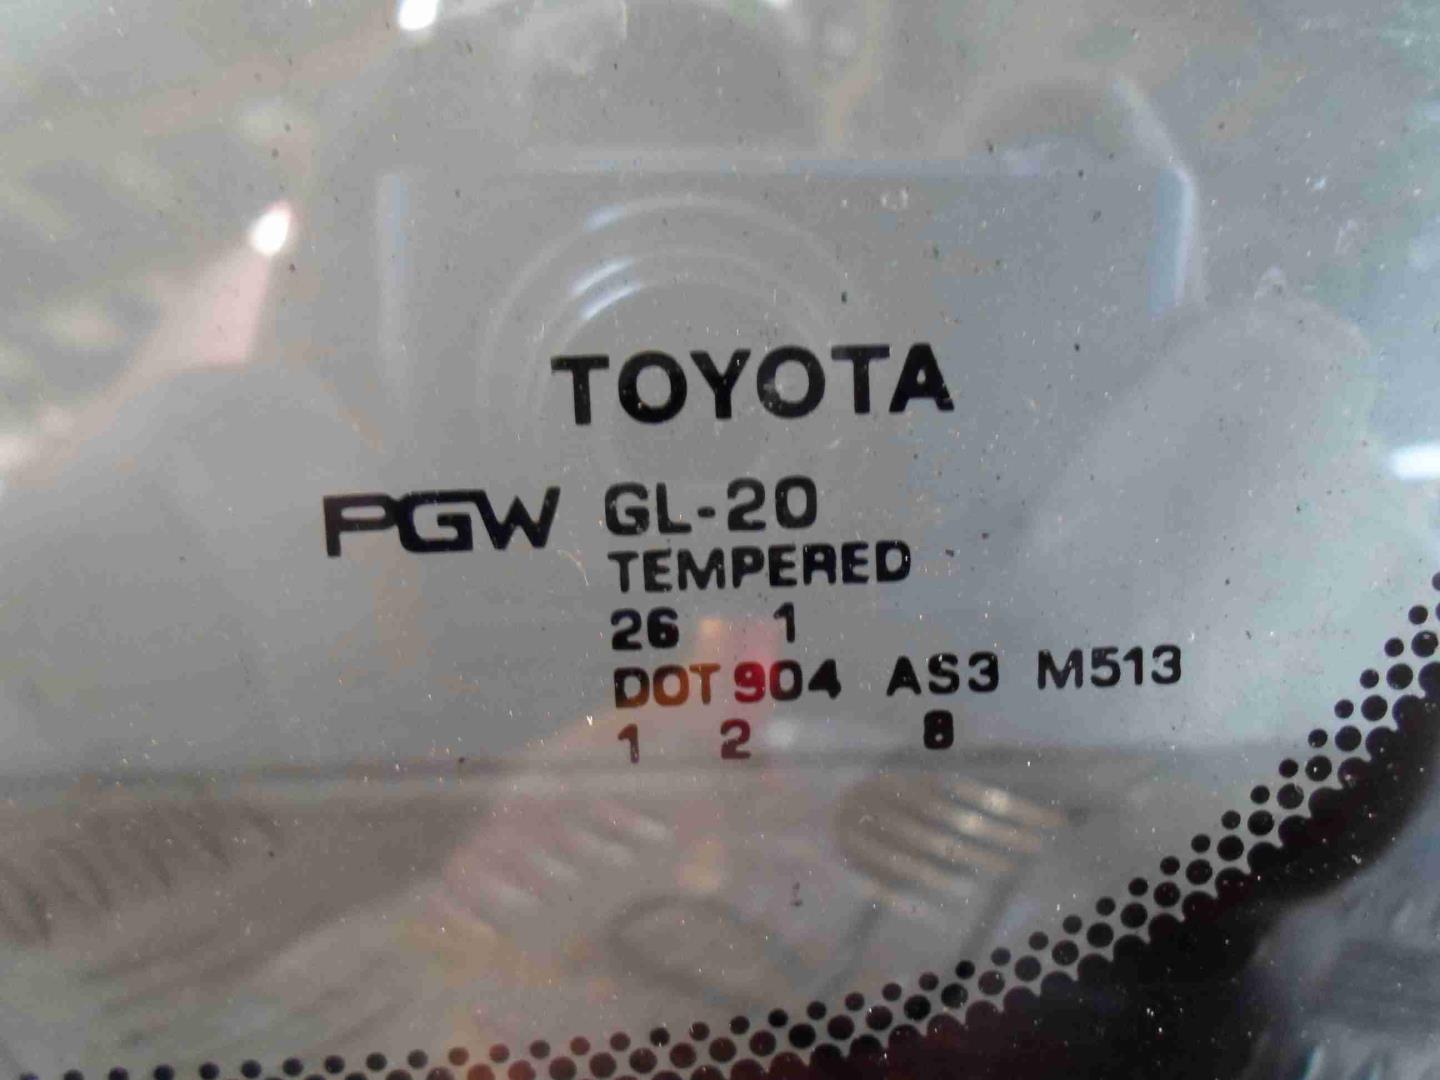 TOYOTA
PGW GL-20
TEMPERED
26 1
DOT 904 AS3 M513
1 2 8